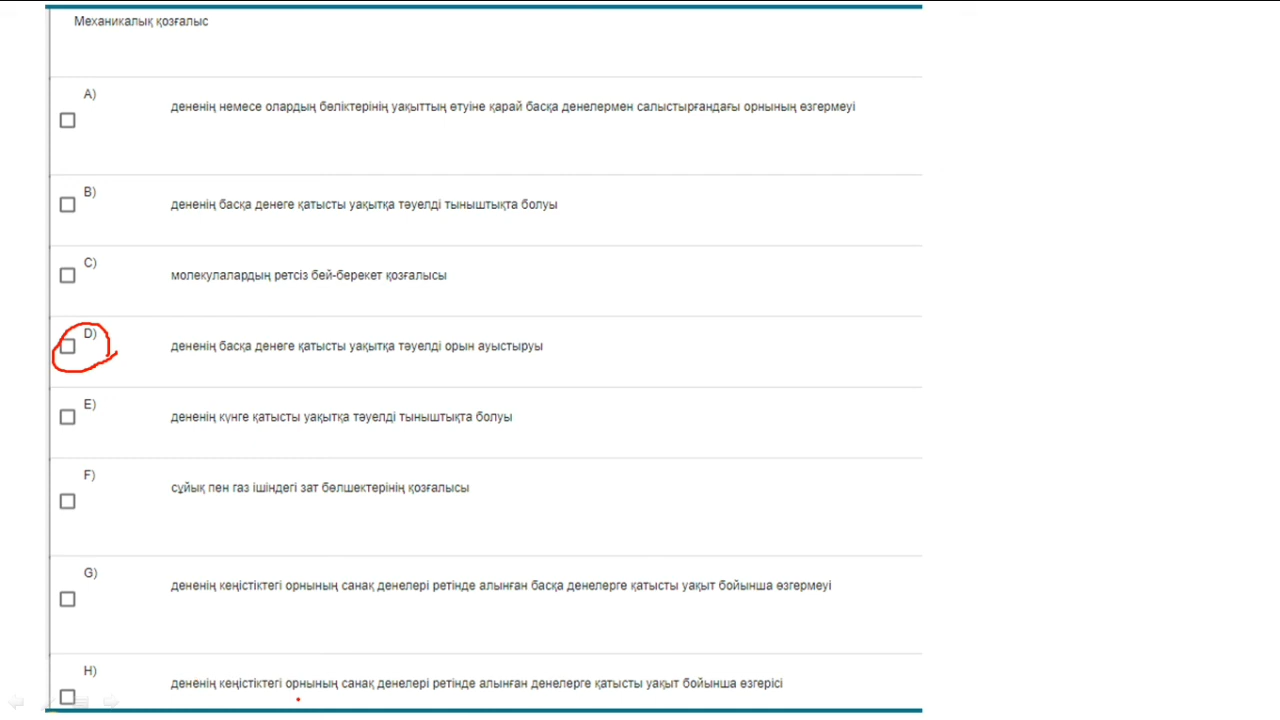 Механикалық қозғалыс
A)
дененің немесе олардың бөліктерінің уақыттың өтуіне қарай басқа денелермен салыстырғандағы орнының өзгермеуі
B)
дененің басқа денеге қатысты уақытқа тәуелді тыныштықта болуы
C)
молекулалардың ретсіз бей-берекет қозғалысы
D)
дененің басқа денеге қатысты уақытқа тәуелді орын ауыстыруы
E)
дененің күнге қатысты уақытқа тәуелді тыныштықта болуы
F)
сұйық пен газ ішіндегі зат бөлшектерінің қозғалысы
G)
дененің кеңістіктегі орнының санақ денелері ретінде алынған басқа денелерге қатысты уақыт бойынша өзгермеуі
H)
дененің кеңістіктегі орнының санақ денелері ретінде алынған денелерге қатысты уақыт бойынша өзгерісі